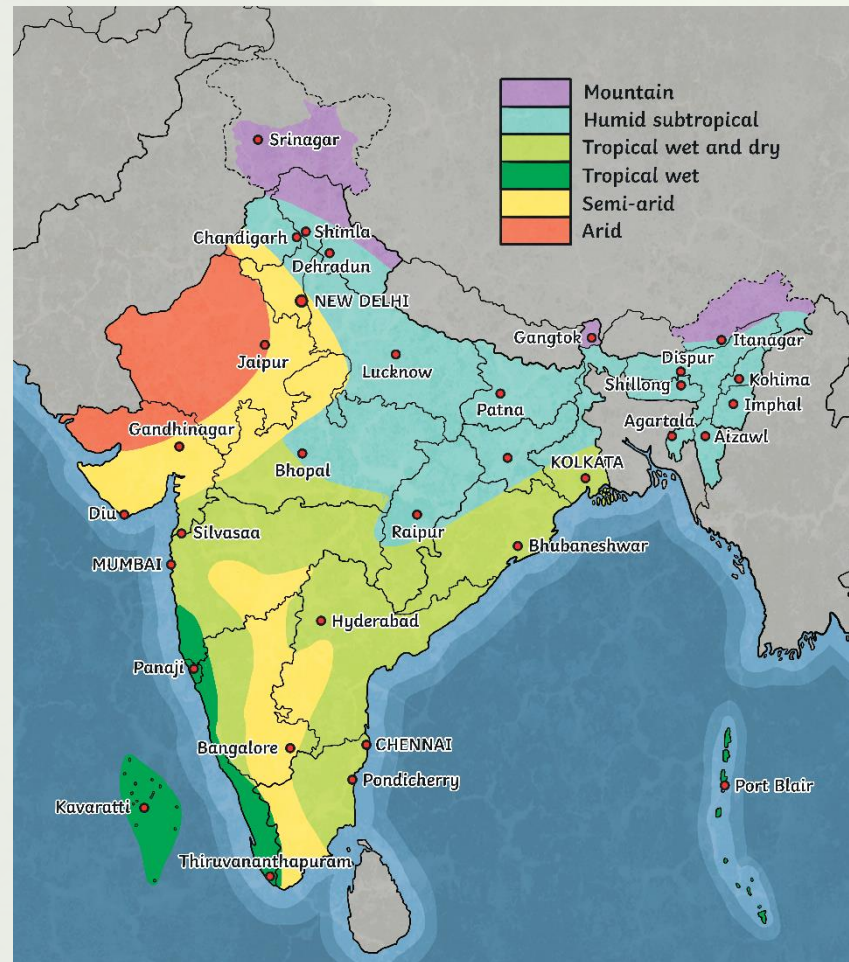 Mountain
Humid subtropical
Tropical wet and dry
Tropical wet
Semi-arid
Arid
Srinagar
Shimla
Chandigarh
Dehradun
NEW DELHI
Jaipur
Lucknow
Gangtok
Itanagar
Dispur
Shillong
Kohima
Imphal
Patna
Agartala
Aizawl
Gandhinagar
Bhopal
KOLKATA
Diu
Silvasaa
Raipur
Bhubaneshwar
MUMBAI
Hyderabad
Panaji
Bangalore
CHENNAI
Pondicherry
Port Blair
Kavaratti
Thiruvananthapuram